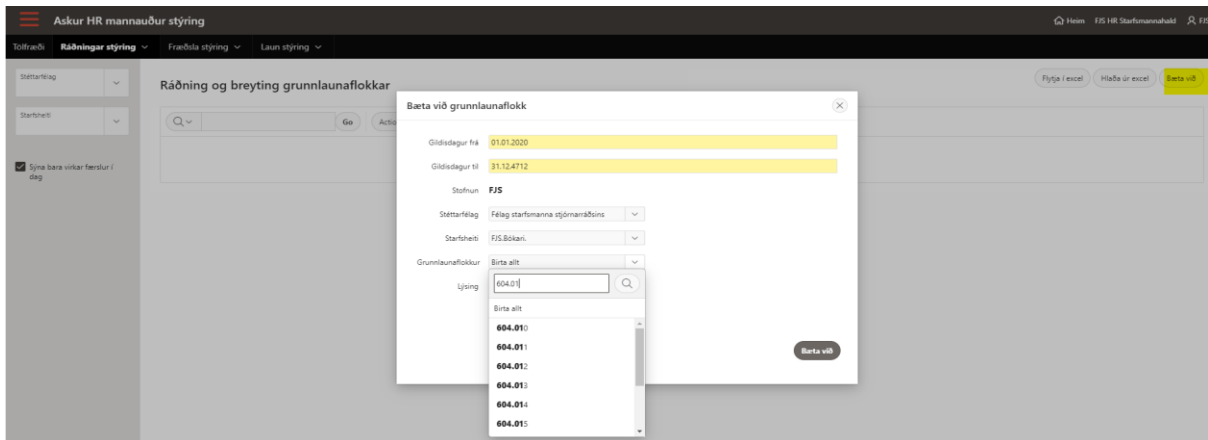 Askur HR mannauður stýring
Heim FJS HR Starfsmannahald FJS
Tölfræði Ráðningar stýring Fræðsla stýring Laun stýring
Stéttarfélag
Starfsheiti
Sýna bara virkar færslur í
dag
Ráðning og breyting grunnlaunaflokkar
Flytja í excel Hlaða úr excel Bæta við
Go Actio
Bæta við grunnlaunaflokk
Gildisdagur frá 01.01.2020
Gildisdagur til 31.12.4712
Stofnun FJS
Stéttarfélag Félag starfsmanna stjórnarráðsins
Starfsheiti FJS.Bókari.
Grunnlaunaflokkur Birta allt
Lýsing
604.01
Birta allt
604.010
604.011
604.012
604.013
604.014
604.015
Bæta við